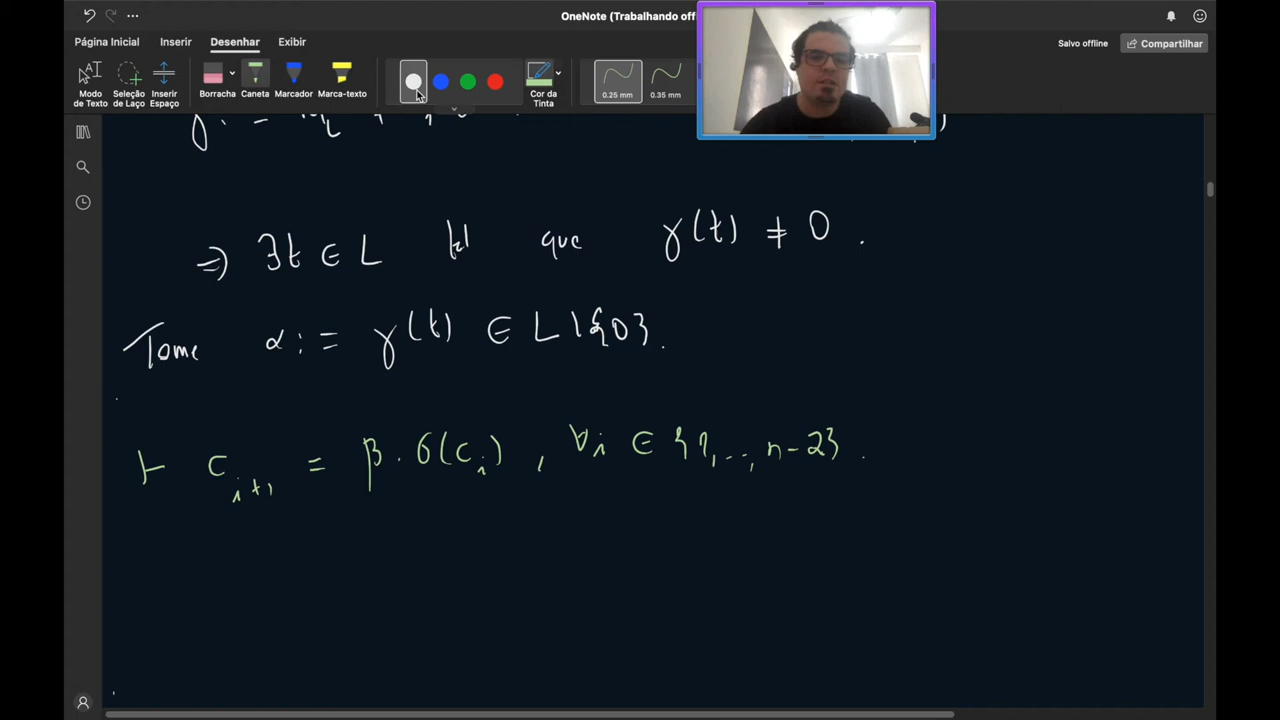 OneNote (Trabalhando off
Salvo offline
Compartilhar
Página Inicial Inserir Desenhar Exibir
Modo de Texto
Seleção de Laço
Inserir Espaço
Borracha
Caneta
Marcador
Marca-texto
Cor da Tinta
0.25 mm
0.35 mm
⇒ ∃t ∈ L tal que γ(t) ≠ 0.
Tome α := γ(t) ∈ L\{0}.
⊢ c_{i+1} = β.σ(c_i), ∀i ∈ {1,...,n-2}.